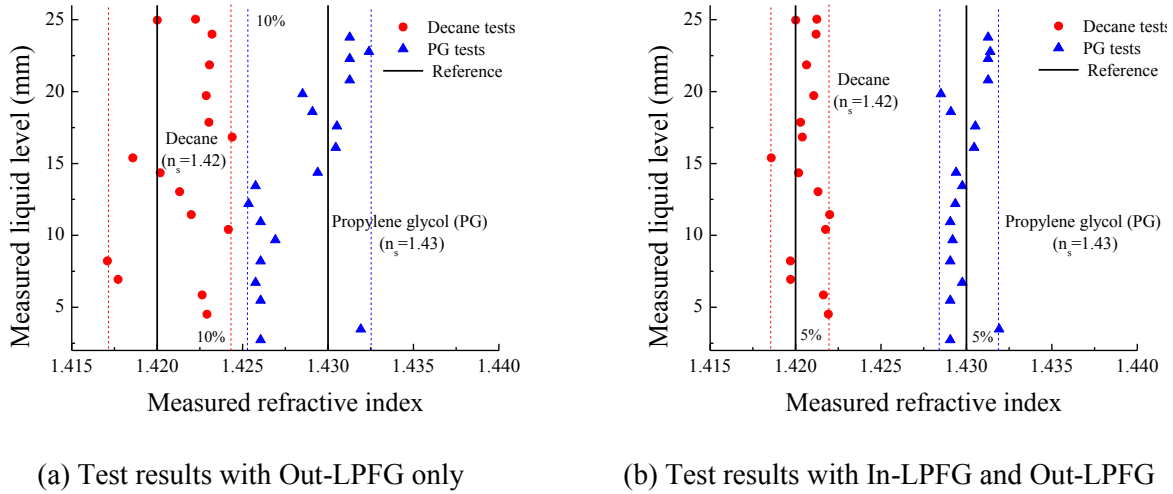 25
20
15
10
5
Measured liquid level (mm)
10%
Decane tests
PG tests
Reference
Decane
(n_s=1.42)
Propylene glycol (PG)
(n_s=1.43)
10%
1.415 1.420 1.425 1.430 1.435 1.440
Measured refractive index
(a) Test results with Out-LPFG only
25
20
15
10
5
Measured liquid level (mm)
Decane tests
PG tests
Reference
Decane
(n_s=1.42)
Propylene glycol (PG)
(n_s=1.43)
5%
5%
1.415 1.420 1.425 1.430 1.435 1.440
Measured refractive index
(b) Test results with In-LPFG and Out-LPFG